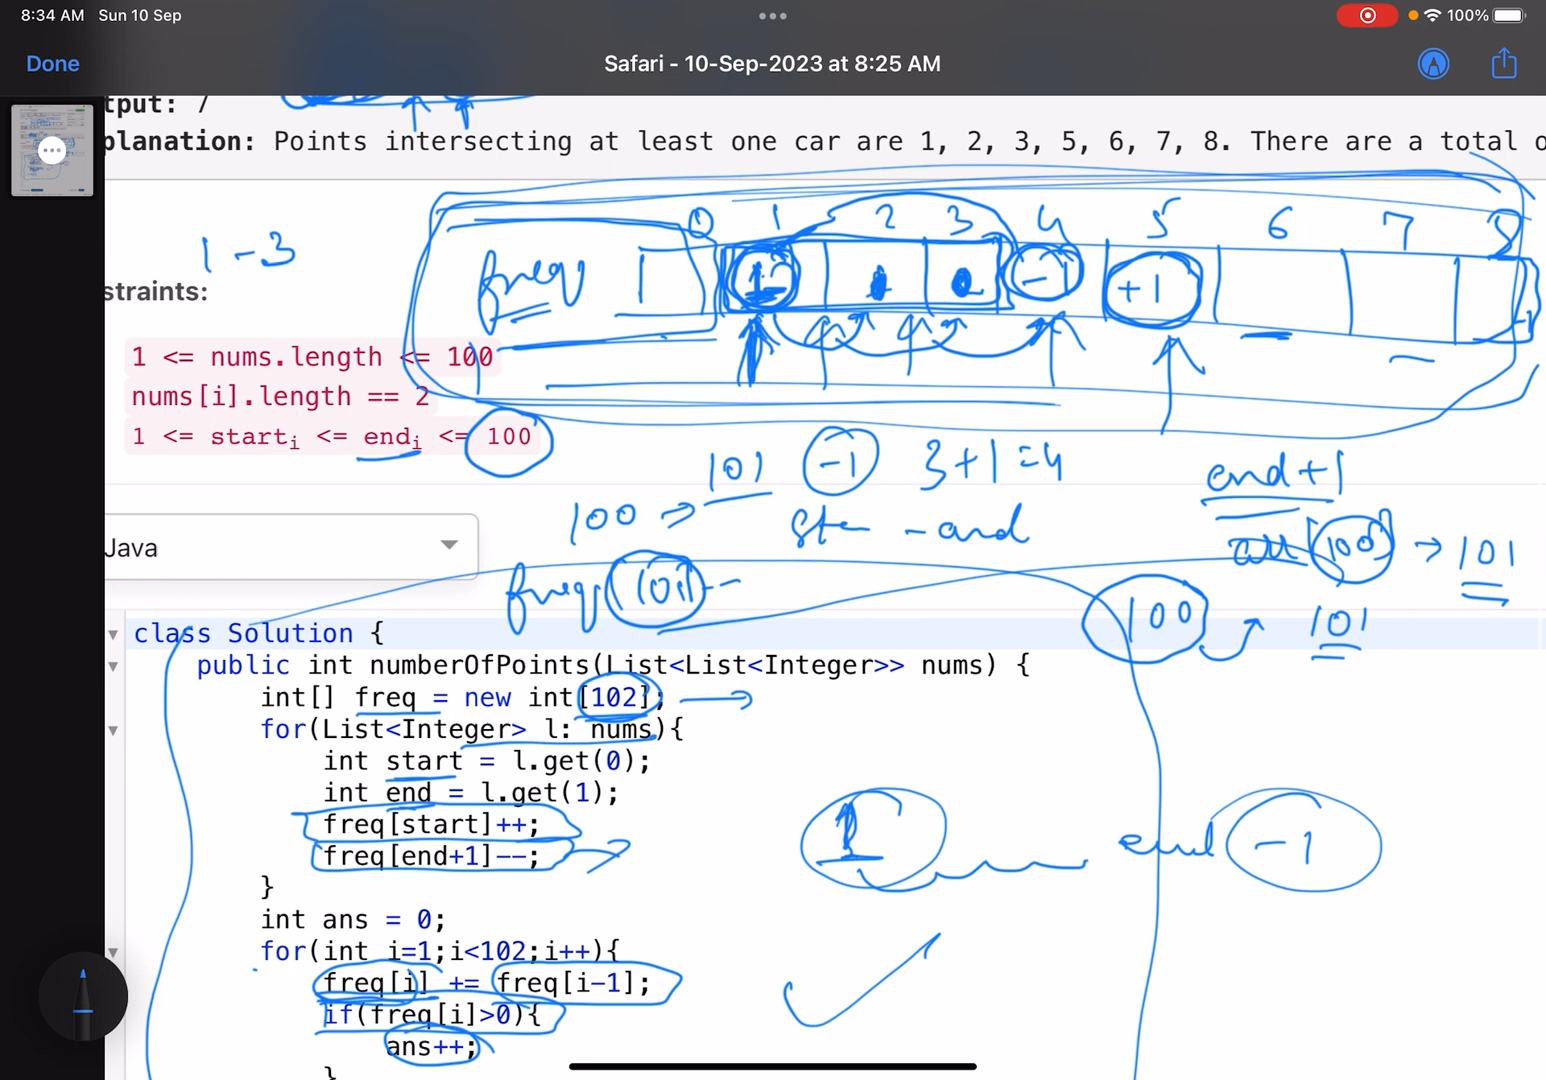 8:34 AM Sun 10 Sep
100%
Done
Safari - 10-Sep-2023 at 8:25 AM
tput: 7
planation: Points intersecting at least one car are 1, 2, 3, 5, 6, 7, 8. There are a total o
0 1 2 3 4 5 6 7 8
1-3
freq
1 -1 +1 -1
straints:
1 <= nums.length <= 100
nums[i].length == 2
1 <= starti <= endi <= 100
101 -1 3+1=4
end+1
100 => 101
100
Java
freq 101
100 101
class Solution {
public int numberOfPoints(List<List<Integer>> nums) {
int[] freq = new int[102];
for(List<Integer> l: nums){
int start = l.get(0);
int end = l.get(1);
freq[start]++;
freq[end+1]--;
1 end -1
}
int ans = 0;
for(int i=1;i<102;i++){
freq[i] += freq[i-1];
if(freq[i]>0){
ans++;
}